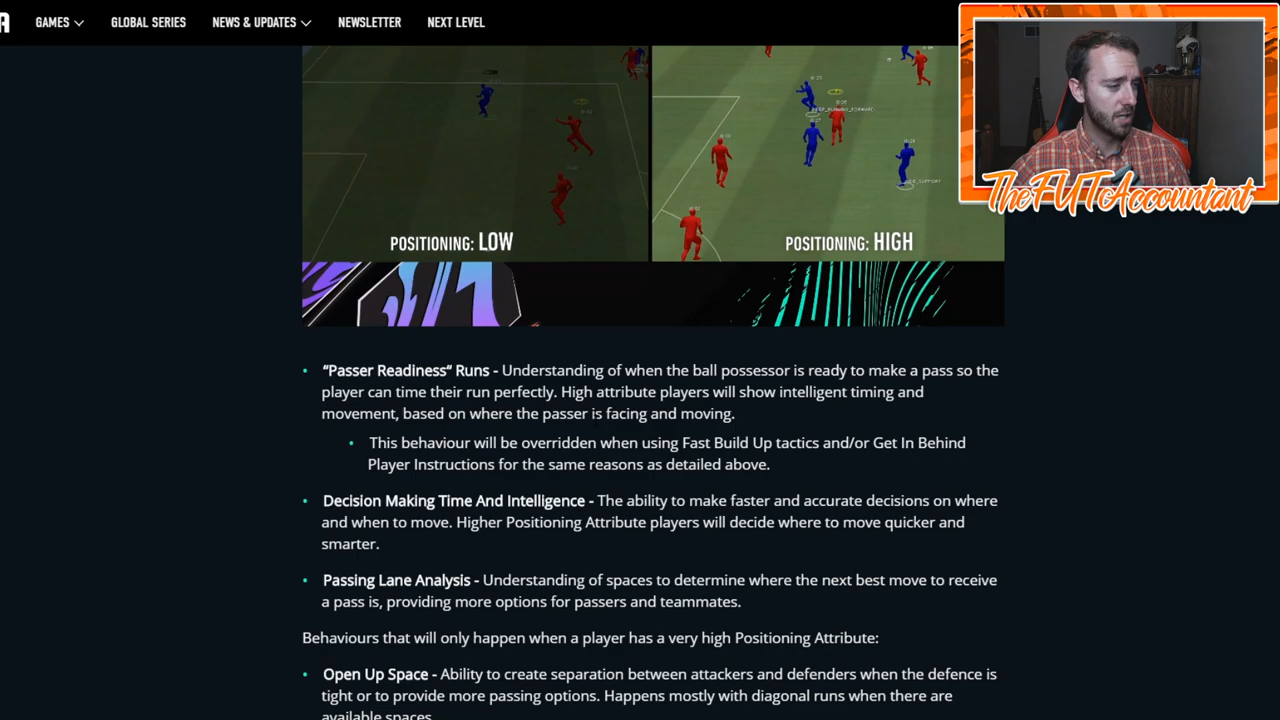 GAMES GLOBAL SERIES NEWS & UPDATES NEWSLETTER NEXT LEVEL
TheFUTAccountant
POSITIONING: LOW
POSITIONING: HIGH
• “Passer Readiness“ Runs - Understanding of when the ball possessor is ready to make a pass so the
player can time their run perfectly. High attribute players will show intelligent timing and
movement, based on where the passer is facing and moving.
• This behaviour will be overridden when using Fast Build Up tactics and/or Get In Behind
Player Instructions for the same reasons as detailed above.
• Decision Making Time And Intelligence - The ability to make faster and accurate decisions on where
and when to move. Higher Positioning Attribute players will decide where to move quicker and
smarter.
• Passing Lane Analysis - Understanding of spaces to determine where the next best move to receive
a pass is, providing more options for passers and teammates.
Behaviours that will only happen when a player has a very high Positioning Attribute:
• Open Up Space - Ability to create separation between attackers and defenders when the defence is
tight or to provide more passing options. Happens mostly with diagonal runs when there are
available spaces.